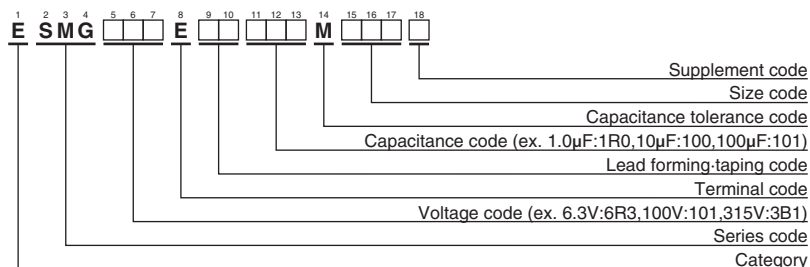 1 2 3 4 5 6 7 8 9 10 11 12 13 14 15 16 17 18
E SMG E M
Supplement code
Size code
Capacitance tolerance code
Capacitance code (ex. 1.0μF:1R0,10μF:100,100μF:101)
Lead forming·taping code
Terminal code
Voltage code (ex. 6.3V:6R3,100V:101,315V:3B1)
Series code
Category